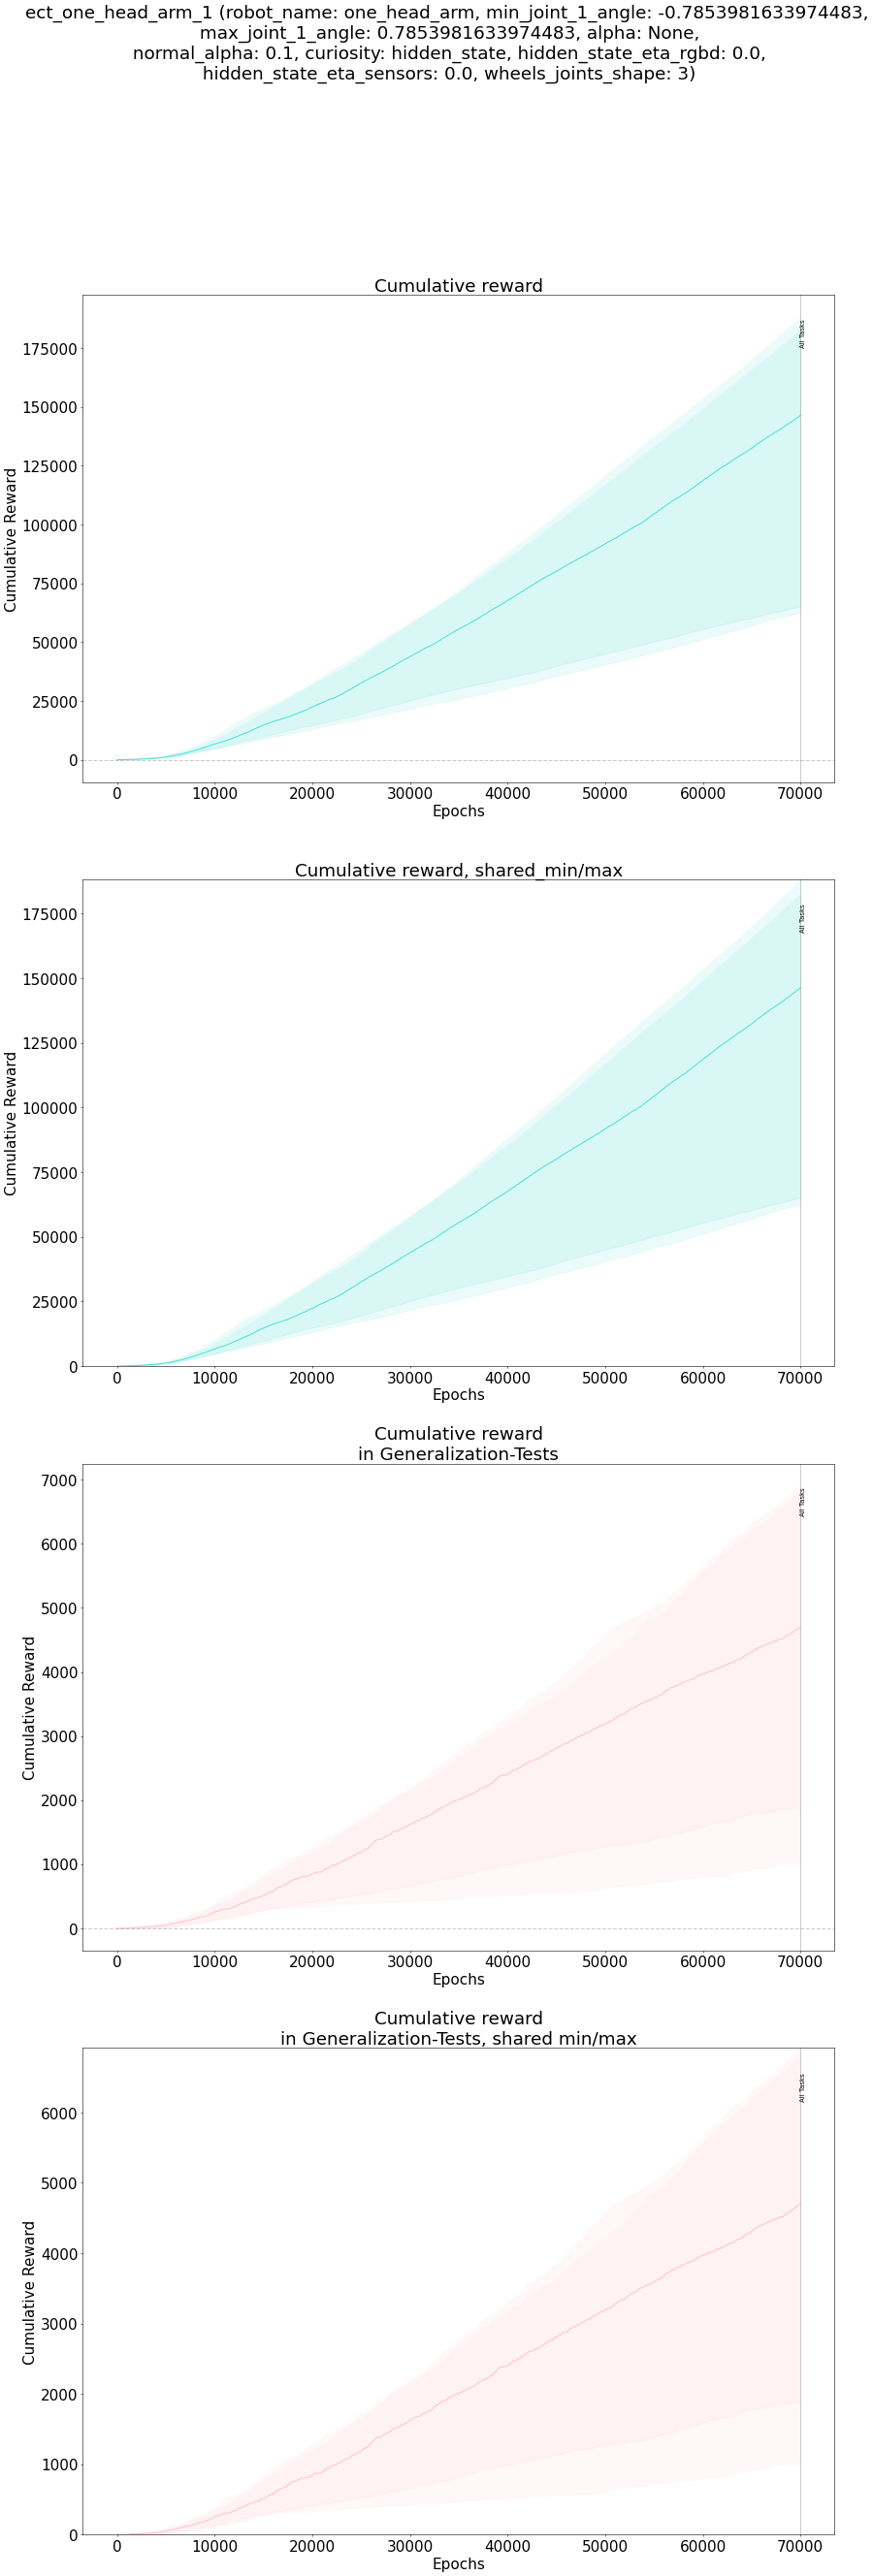 ect_one_head_arm_1 (robot_name: one_head_arm, min_joint_1_angle: -0.7853981633974483,
max_joint_1_angle: 0.7853981633974483, alpha: None,
normal_alpha: 0.1, curiosity: hidden_state, hidden_state_eta_rgbd: 0.0,
hidden_state_eta_sensors: 0.0, wheels_joints_shape: 3)
Cumulative reward
All Tasks
175000
150000
125000
100000
75000
50000
25000
0
Cumulative Reward
0 10000 20000 30000 40000 50000 60000 70000
Epochs
Cumulative reward, shared_min/max
All Tasks
175000
150000
125000
100000
75000
50000
25000
0
Cumulative Reward
0 10000 20000 30000 40000 50000 60000 70000
Epochs
Cumulative reward
in Generalization-Tests
All Tasks
7000
6000
5000
4000
3000
2000
1000
0
Cumulative Reward
0 10000 20000 30000 40000 50000 60000 70000
Epochs
Cumulative reward
in Generalization-Tests, shared min/max
All Tasks
6000
5000
4000
3000
2000
1000
0
Cumulative Reward
0 10000 20000 30000 40000 50000 60000 70000
Epochs